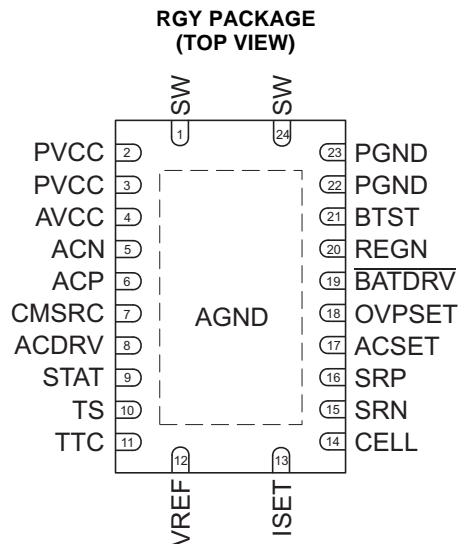 RGY PACKAGE
(TOP VIEW)
SW
SW
1
24
PVCC 2
23 PGND
PVCC 3
22 PGND
AVCC 4
21 BTST
ACN 5
20 REGN
ACP 6
19 BATDRV
CMSRC 7
18 OVPSET
ACDRV 8
17 ACSET
STAT 9
16 SRP
TS 10
15 SRN
TTC 11
14 CELL
AGND
12
13
VREF
ISET